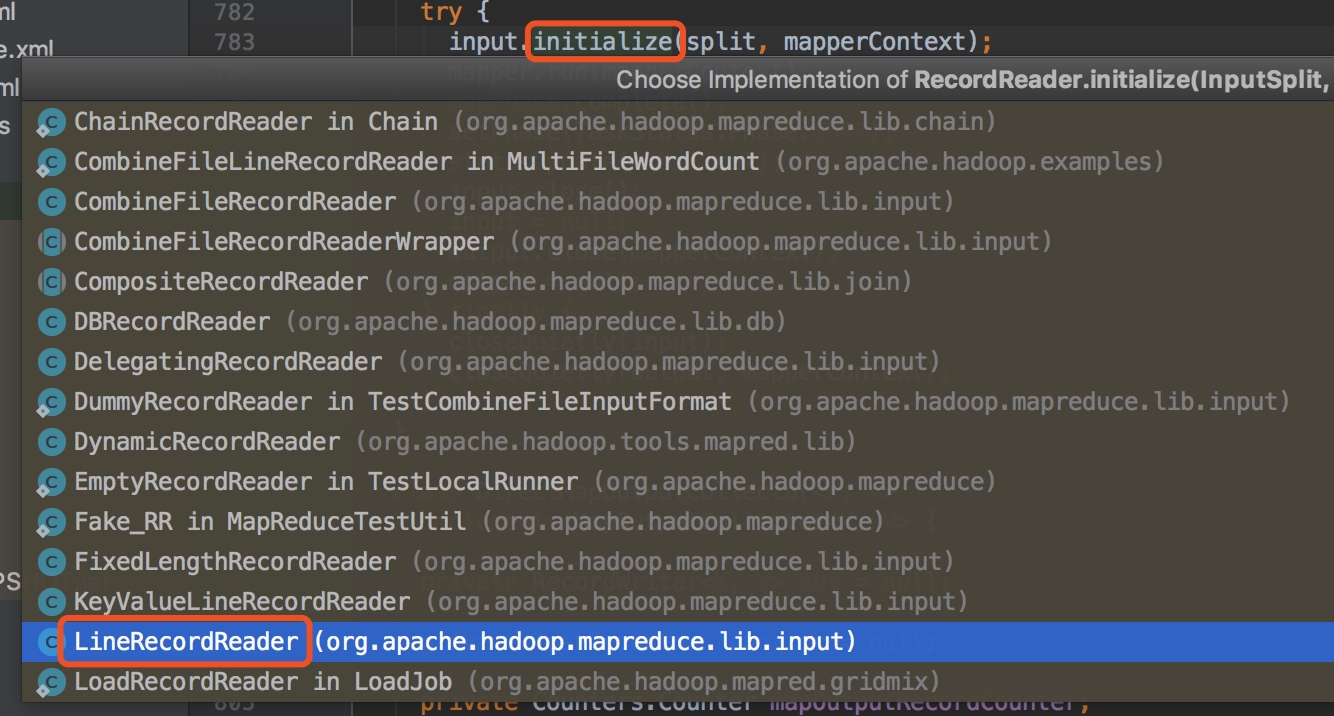 ml
782 try {
e.xml 783 input.initialize(split, mapperContext);
ml Choose Implementation of RecordReader.initialize(InputSplit,
s ChainRecordReader in Chain (org.apache.hadoop.mapreduce.lib.chain)
CombineFileLineRecordReader in MultiFileWordCount (org.apache.hadoop.examples)
CombineFileRecordReader (org.apache.hadoop.mapreduce.lib.input)
CombineFileRecordReaderWrapper (org.apache.hadoop.mapreduce.lib.input)
CompositeRecordReader (org.apache.hadoop.mapreduce.lib.join)
DBRecordReader (org.apache.hadoop.mapreduce.lib.db)
DelegatingRecordReader (org.apache.hadoop.mapreduce.lib.input)
DummyRecordReader in TestCombineFileInputFormat (org.apache.hadoop.mapreduce.lib.input)
DynamicRecordReader (org.apache.hadoop.tools.mapred.lib)
EmptyRecordReader in TestLocalRunner (org.apache.hadoop.mapreduce)
Fake_RR in MapReduceTestUtil (org.apache.hadoop.mapreduce)
FixedLengthRecordReader (org.apache.hadoop.mapreduce.lib.input)
PS
KeyValueLineRecordReader (org.apache.hadoop.mapreduce.lib.input)
LineRecordReader (org.apache.hadoop.mapreduce.lib.input)
LoadRecordReader in LoadJob (org.apache.hadoop.mapred.gridmix)
805 private Counters.Counter mapOutputRecordCounter;